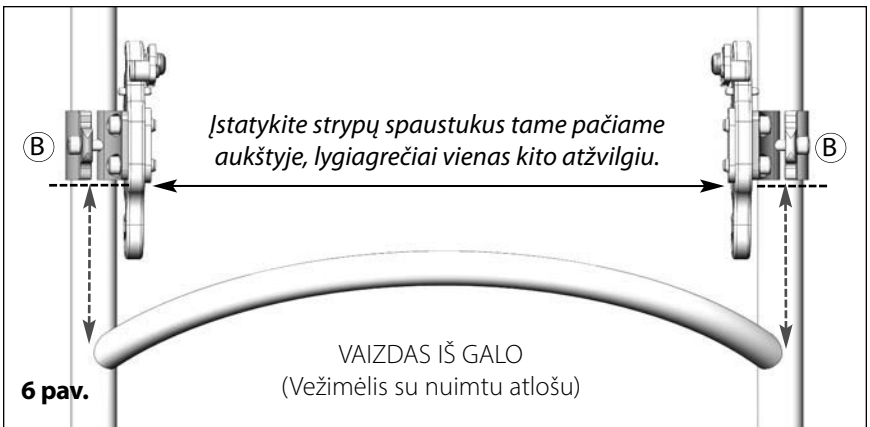 Įstatykite strypų spaustukus tame pačiame
aukštyje, lygiagrečiai vienas kito atžvilgiu.
B
B
VAIZDAS IŠ GALO
(Vežimėlis su nuimtu atlošu)
6 pav.